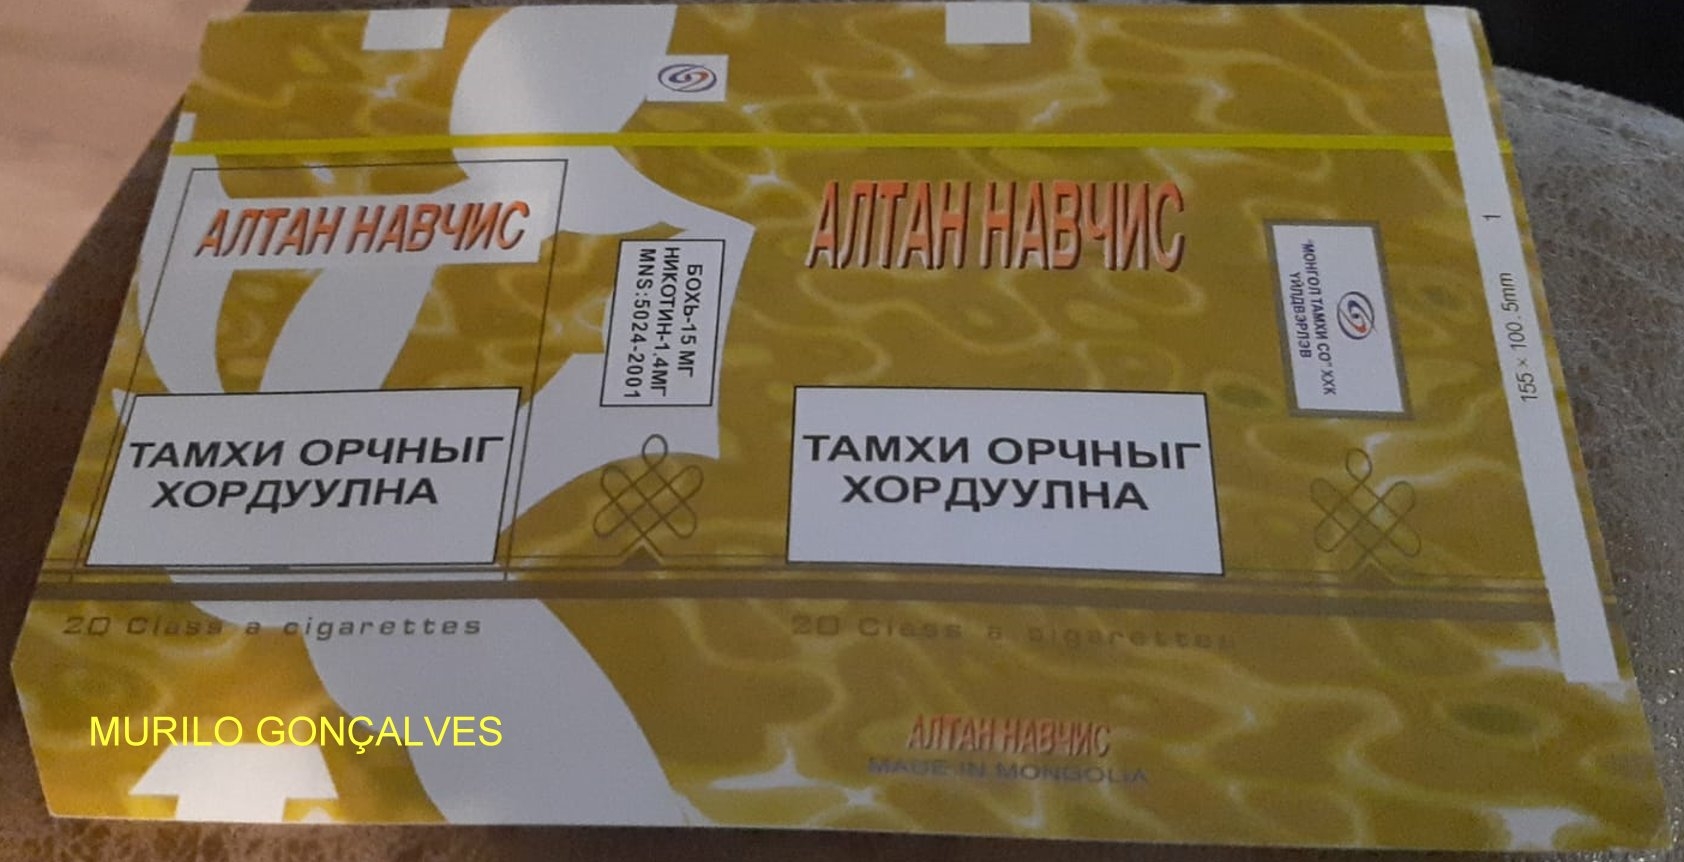 АЛТАН НАВЧИС
БОХЬ-15 МГ
НИКОТИН-1.4МГ
MNS:5024-2001
ТАМХИ ОРЧНЫГ
ХОРДУУЛНА
20 Class a cigarettes
АЛТАН НАВЧИС
"МОНГОЛ ТАМХИ СО" ХХК
ҮЙЛДВЭРЛЭВ
155 × 100.5mm 1
ТАМХИ ОРЧНЫГ
ХОРДУУЛНА
20 Class a cigarettes
АЛТАН НАВЧИС
MADE IN MONGOLIA
MURILO GONÇALVES